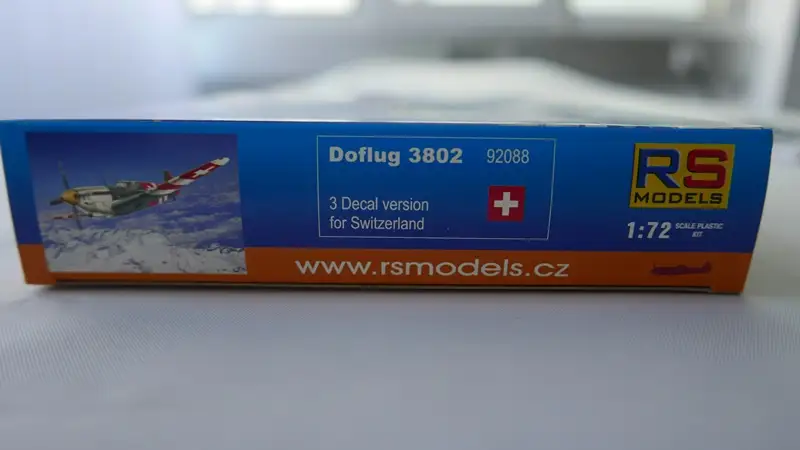 Doflug 3802 92088
3 Decal version
for Switzerland
RS
MODELS
1:72 SCALE PLASTIC
KIT
www.rsmodels.cz